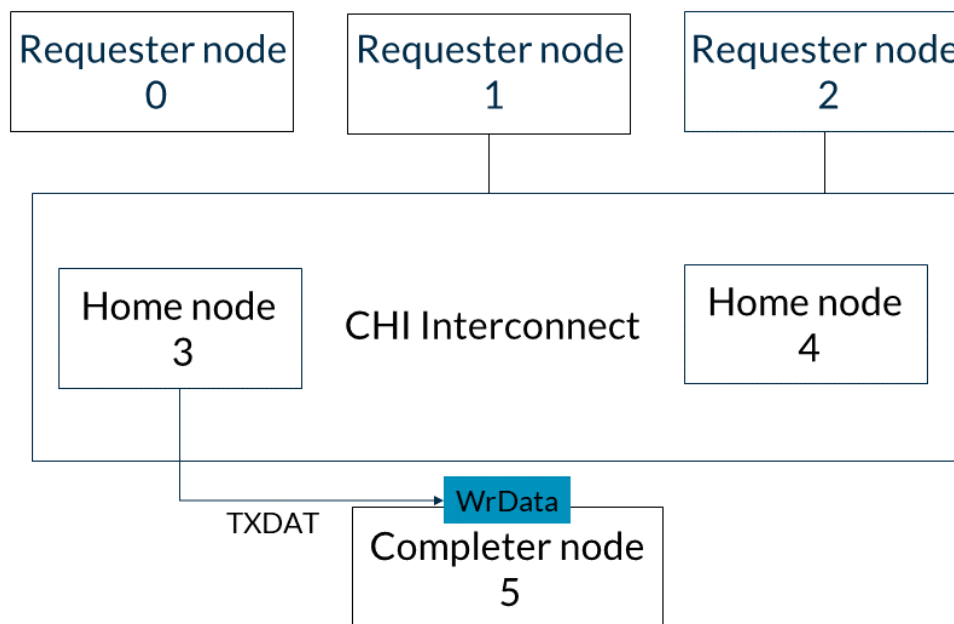 Requester node
0
Requester node
1
Requester node
2
Home node
3
CHI Interconnect
Home node
4
WrData
TXDAT
Completer node
5